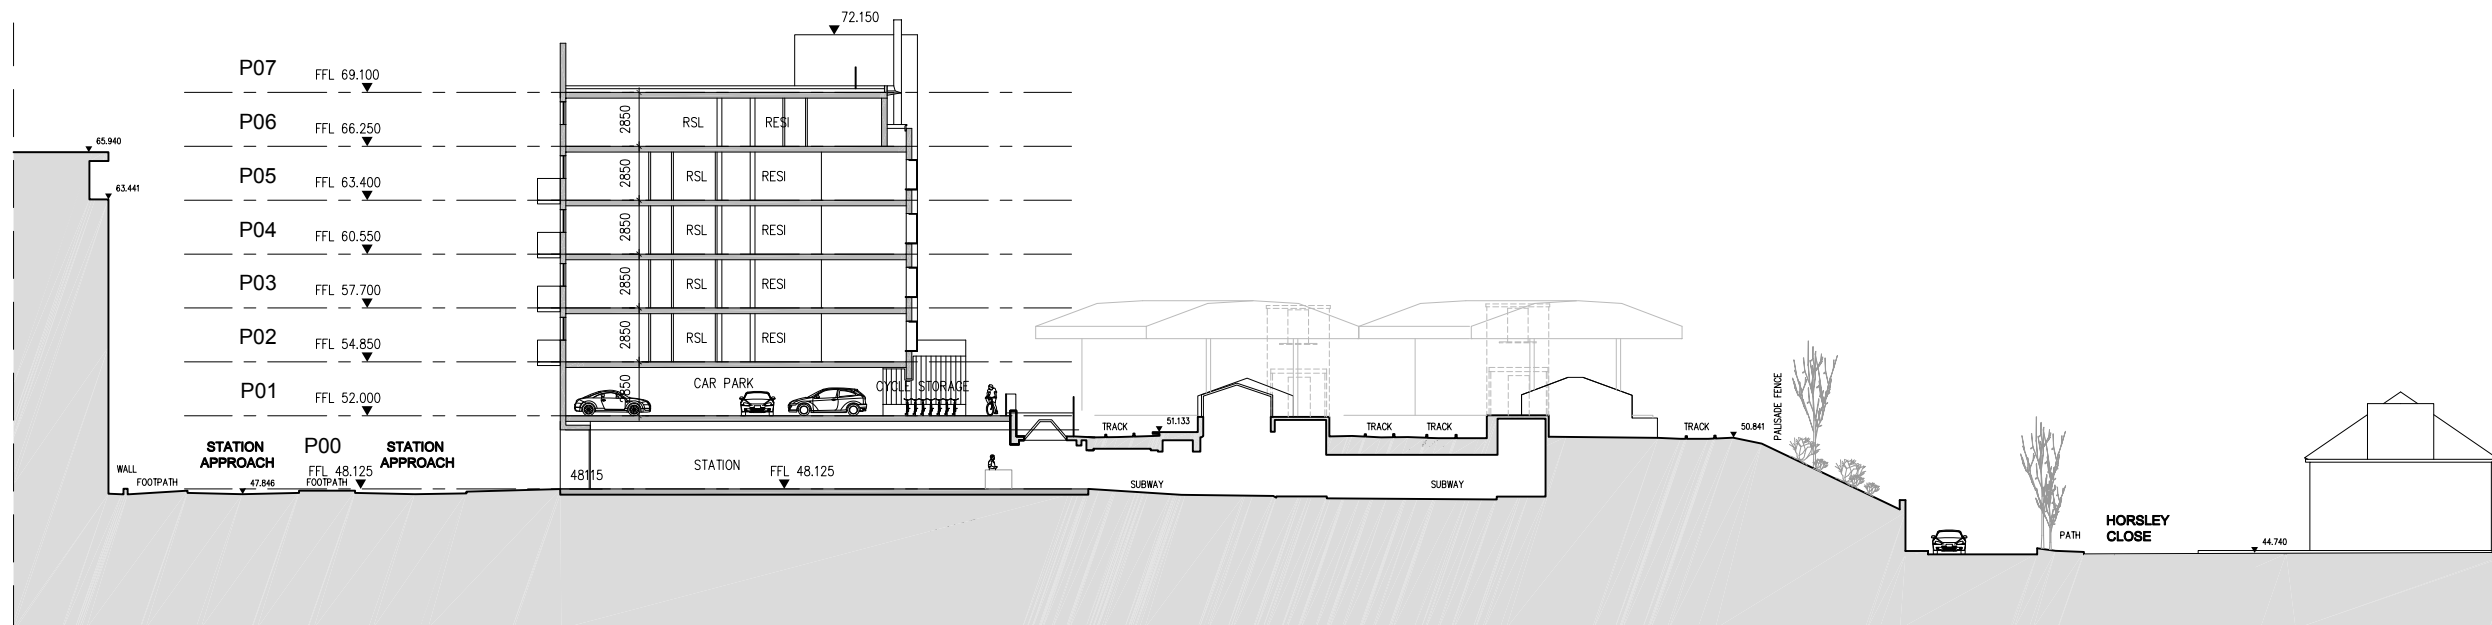 72.150
P07 FFL 69.100
P06 FFL 66.250
2850 RSL RESI
65.940
P05 FFL 63.400
2850 RSL RESI
63.441
P04 FFL 60.550
2850 RSL RESI
P03 FFL 57.700
2850 RSL RESI
P02 FFL 54.850
2850 RSL RESI
P01 FFL 52.000
2850 CAR PARK CYCLE STORAGE
PALISADE FENCE
TRACK 51.133 TRACK TRACK TRACK 50.841
STATION
APPROACH
P00
FFL 48.125
STATION
APPROACH
WALL
FOOTPATH 47.846 FOOTPATH
48115
STATION FFL 48.125
SUBWAY SUBWAY
PATH
HORSLEY
CLOSE
44.740